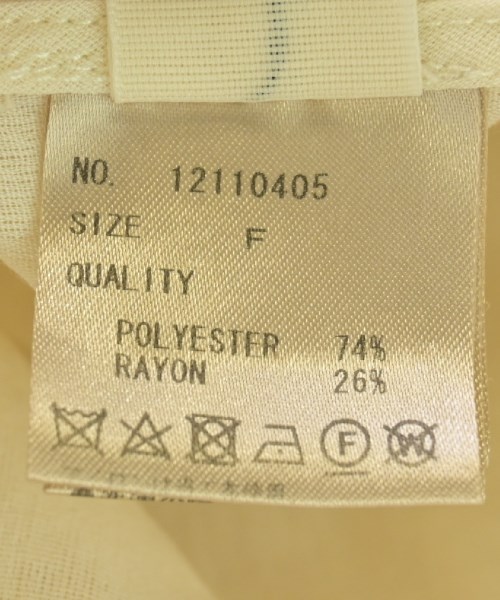 NO. 12110405
SIZE F
QUALITY
POLYESTER 74%
RAYON 26%
F W